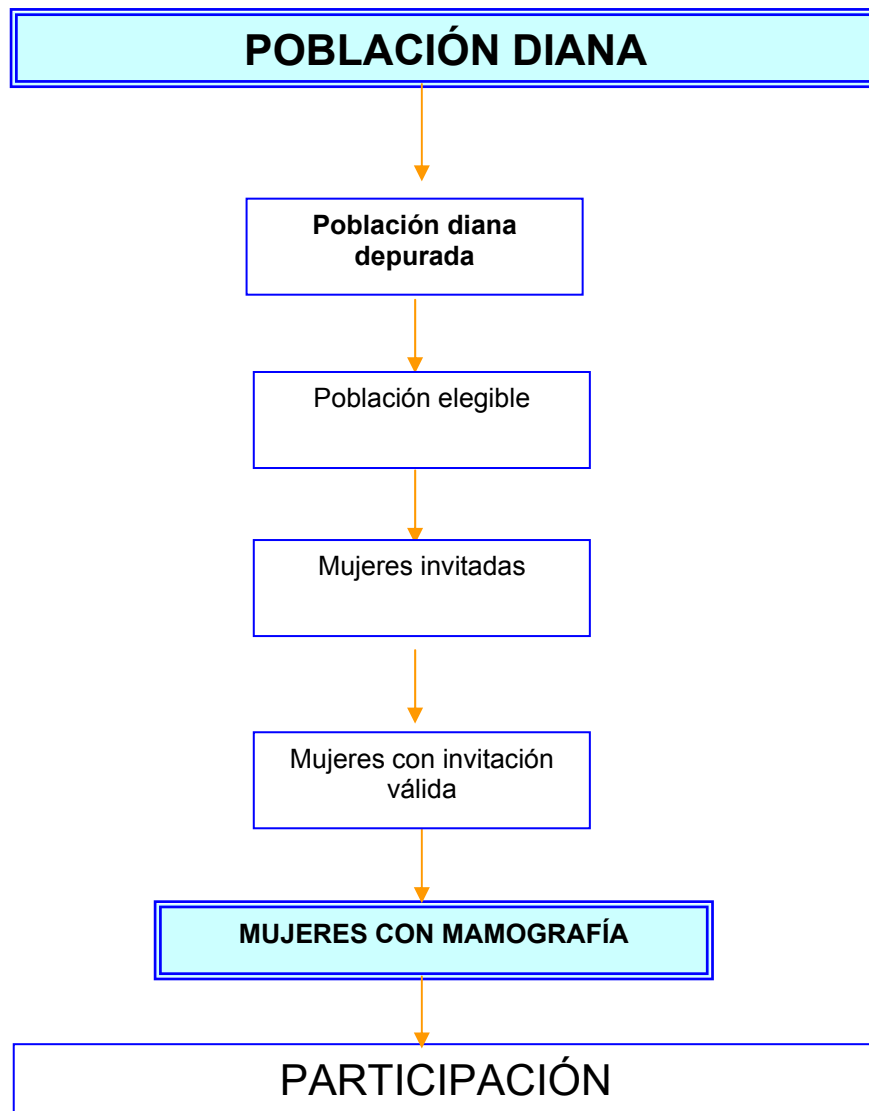 POBLACIÓN DIANA
Población diana
depurada
Población elegible
Mujeres invitadas
Mujeres con invitación
válida
MUJERES CON MAMOGRAFÍA
PARTICIPACIÓN